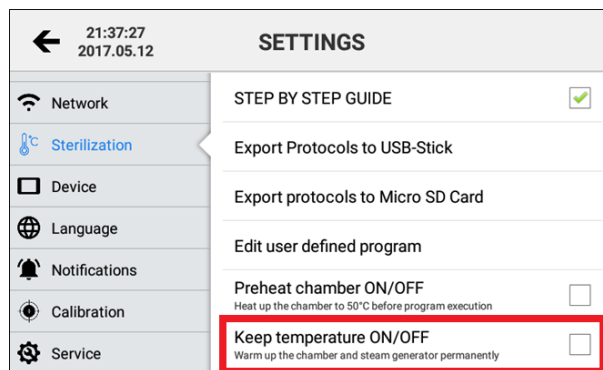 21:37:27
2017.05.12
SETTINGS
Network
°C Sterilization
Device
Language
Notifications
Calibration
Service
STEP BY STEP GUIDE
Export Protocols to USB-Stick
Export protocols to Micro SD Card
Edit user defined program
Preheat chamber ON/OFF
Heat up the chamber to 50°C before program execution
Keep temperature ON/OFF
Warm up the chamber and steam generator permanently